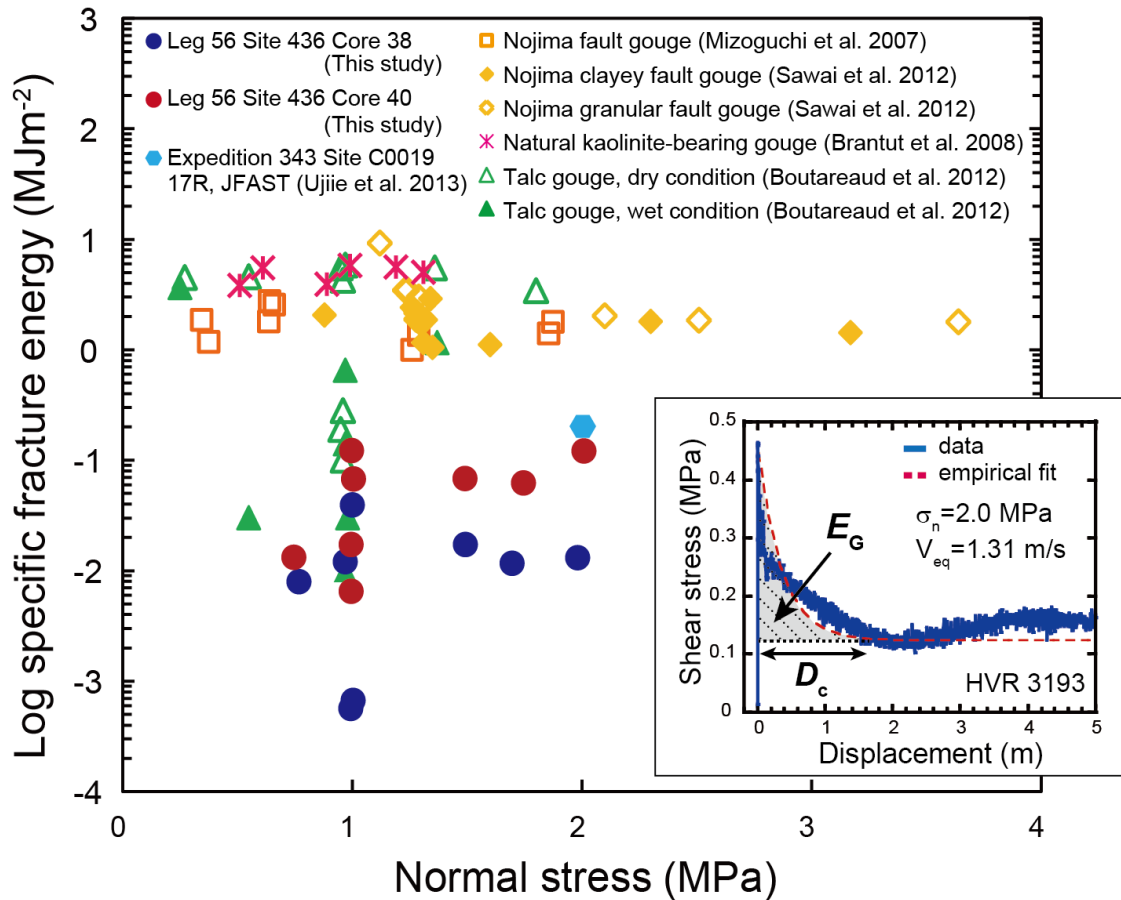 Log specific fracture energy (MJm⁻²)
3
2
1
0
-1
-2
-3
-4
Leg 56 Site 436 Core 38
(This study)
Leg 56 Site 436 Core 40
(This study)
Expedition 343 Site C0019
17R, JFAST (Ujiie et al. 2013)
Nojima fault gouge (Mizoguchi et al. 2007)
Nojima clayey fault gouge (Sawai et al. 2012)
Nojima granular fault gouge (Sawai et al. 2012)
Natural kaolinite-bearing gouge (Brantut et al. 2008)
Talc gouge, dry condition (Boutareaud et al. 2012)
Talc gouge, wet condition (Boutareaud et al. 2012)
Shear stress (MPa)
0.5
0.4
0.3
0.2
0.1
0
data
empirical fit
σn=2.0 MPa
Veq=1.31 m/s
EG
Dc
HVR 3193
0 1 2 3 4 5
Displacement (m)
0 1 2 3 4
Normal stress (MPa)